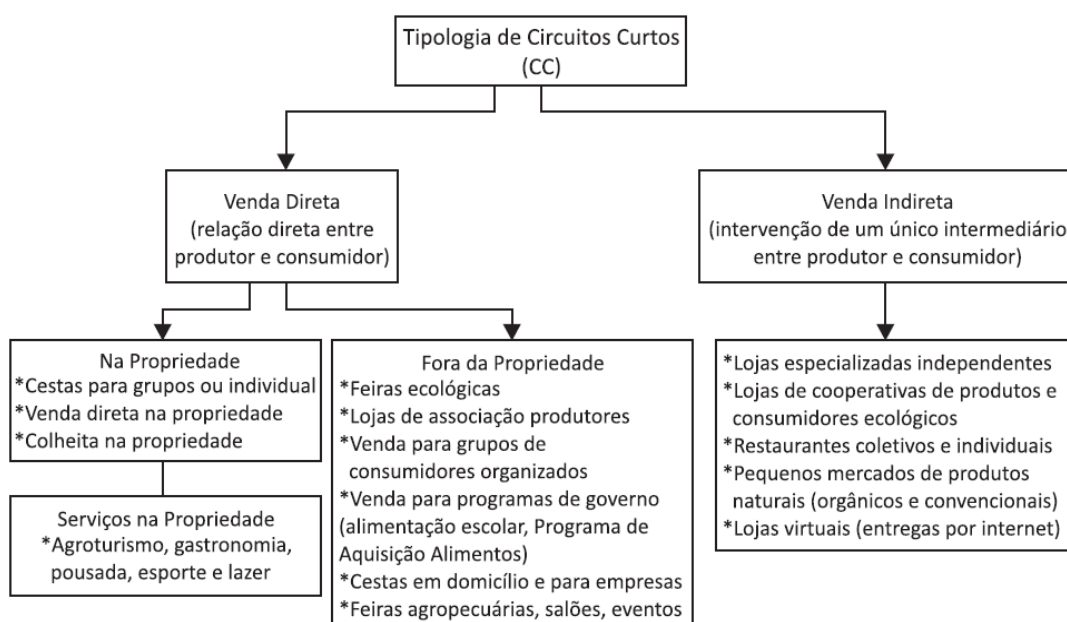 Tipologia de Circuitos Curtos
(CC)
Venda Direta
(relação direta entre
produtor e consumidor)
Venda Indireta
(intervenção de um único intermediário
entre produtor e consumidor)
Na Propriedade
*Cestas para grupos ou individual
*Venda direta na propriedade
*Colheita na propriedade
Serviços na Propriedade
*Agroturismo, gastronomia,
pousada, esporte e lazer
Fora da Propriedade
*Feiras ecológicas
*Lojas de associação produtores
*Venda para grupos de
consumidores organizados
*Venda para programas de governo
(alimentação escolar, Programa de
Aquisição Alimentos)
*Cestas em domicílio e para empresas
*Feiras agropecuárias, salões, eventos
*Lojas especializadas independentes
*Lojas de cooperativas de produtos e
consumidores ecológicos
*Restaurantes coletivos e individuais
*Pequenos mercados de produtos
naturais (orgânicos e convencionais)
*Lojas virtuais (entregas por internet)